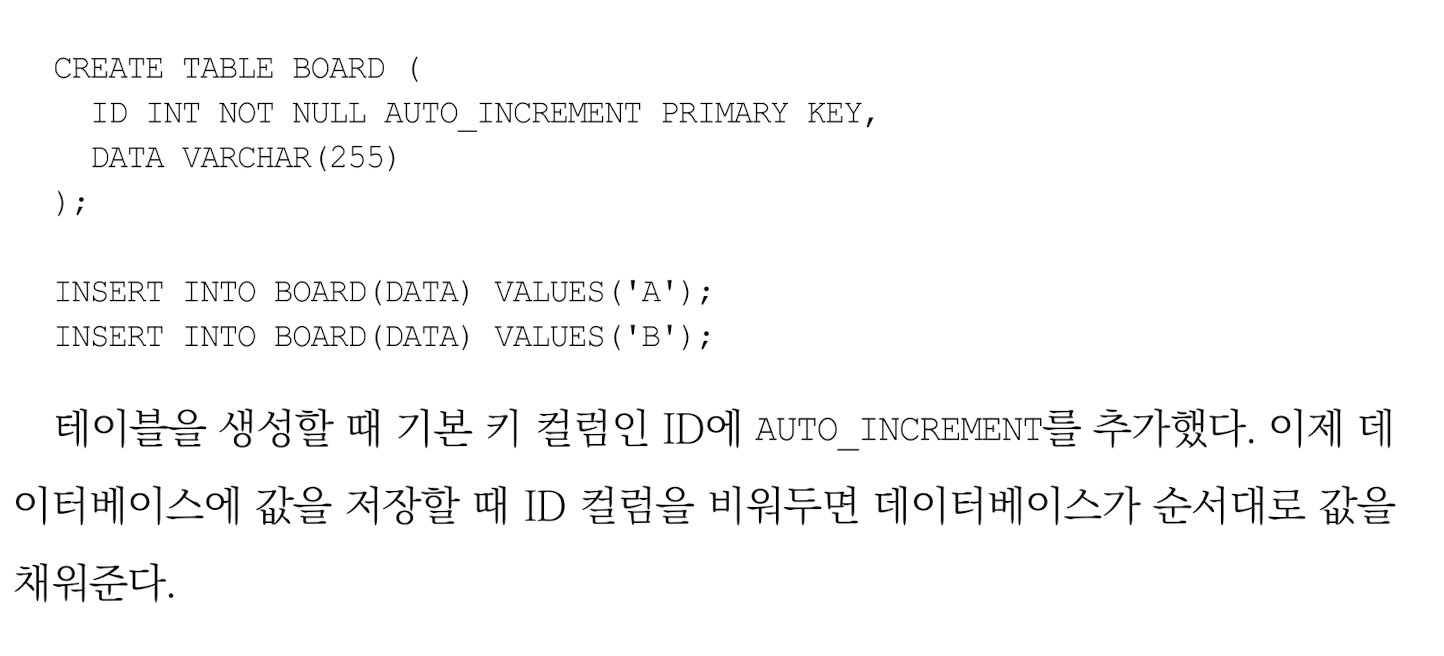 CREATE TABLE BOARD (
  ID INT NOT NULL AUTO_INCREMENT PRIMARY KEY,
  DATA VARCHAR(255)
);

INSERT INTO BOARD(DATA) VALUES('A');
INSERT INTO BOARD(DATA) VALUES('B');

테이블을 생성할 때 기본 키 컬럼인 ID에 AUTO_INCREMENT를 추가했다. 이제 데
이터베이스에 값을 저장할 때 ID 컬럼을 비워두면 데이터베이스가 순서대로 값을
채워준다.